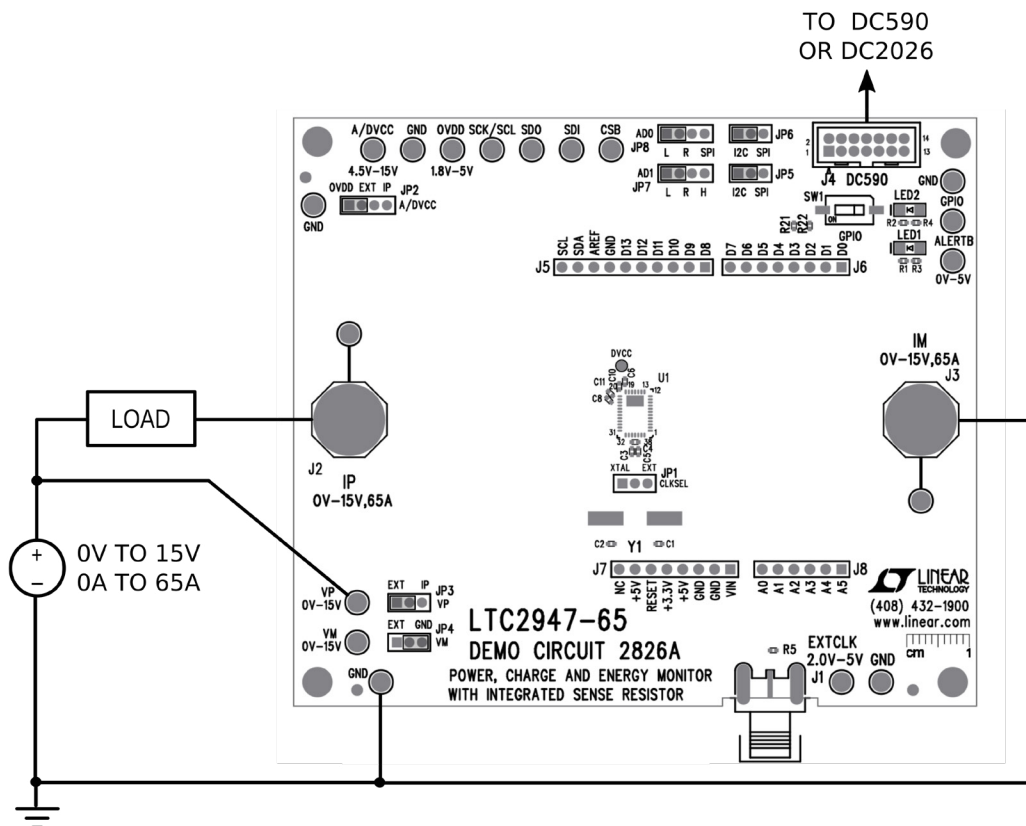 TO DC590
OR DC2026
A/DVCC GND OVDD SCK/SCL SDO SDI CSB
4.5V-15V 1.8V-5V
AD0
JP8
L R SPI
JP6
I2C SPI
AD1
JP7
L R H
JP5
I2C SPI
2 14
1 13
J4 DC590
OVDD EXT IP JP2
A/DVCC
GND
GND
GPIO
SW1
ON
GPIO
R21
R22
LED2
R2 R4
LED1
R1 R3
ALERTB
0V-5V
J5 SCL SDA AREF GND D13 D12 D11 D10 D9 D8
D7 D6 D5 D4 D3 D2 D1 D0 J6
LOAD
J2
IP
0V-15V,65A
IM
0V-15V,65A
J3
DVCC
U1
C10 C6
C11 20 19 13 12
C8
31 32 1
C3 C4 C5
XTAL EXT JP1
CLKSEL
+
−
0V TO 15V
0A TO 65A
C2 Y1 C1
J7 NC +5V RESET +3.3V +5V GND GND VIN
A0 A1 A2 A3 A4 A5 J8
VP
0V-15V
EXT IP JP3
VP
VM
0V-15V
EXT GND JP4
VM
GND
LTC2947-65
DEMO CIRCUIT 2826A
POWER, CHARGE AND ENERGY MONITOR
WITH INTEGRATED SENSE RESISTOR
LINEAR
TECHNOLOGY
(408) 432-1900
www.linear.com
cm 1
R5
EXTCLK
2.0V-5V GND
J1